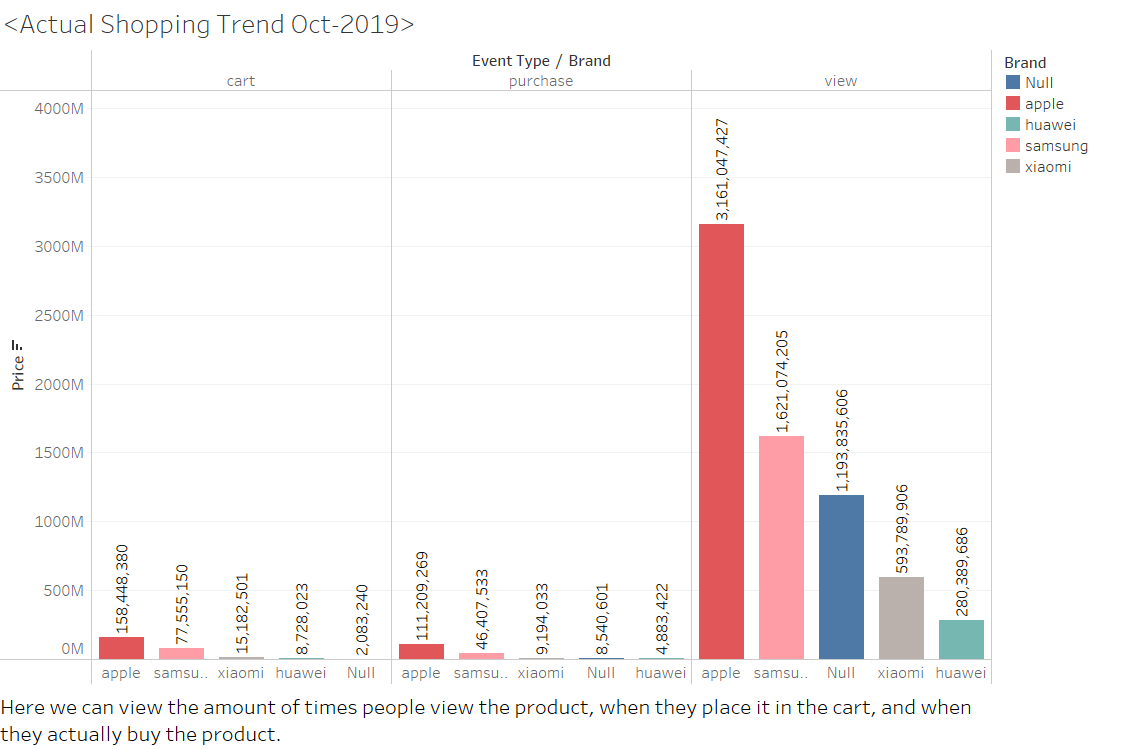 <Actual Shopping Trend Oct-2019>
Event Type / Brand
cart
purchase
view
Brand
Null
apple
huawei
samsung
xiaomi
Price
4000M
3500M
3000M
2500M
2000M
1500M
1000M
500M
0M
158,448,380
77,555,150
15,182,501
8,728,023
2,083,240
111,209,269
46,407,533
9,194,033
8,540,601
4,883,422
3,161,047,427
1,621,074,205
1,193,835,606
593,789,906
280,389,686
apple samsu.. xiaomi huawei Null apple samsu.. xiaomi Null huawei apple samsu.. Null xiaomi huawei
Here we can view the amount of times people view the product, when they place it in the cart, and when
they actually buy the product.